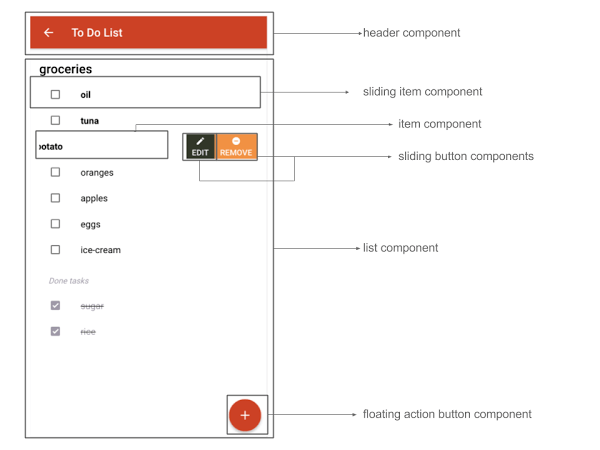 To Do List
header component
groceries
oil
sliding item component
tuna
item component
potato
EDIT
REMOVE
sliding button components
oranges
apples
eggs
ice-cream
list component
Done tasks
sugar
rice
floating action button component